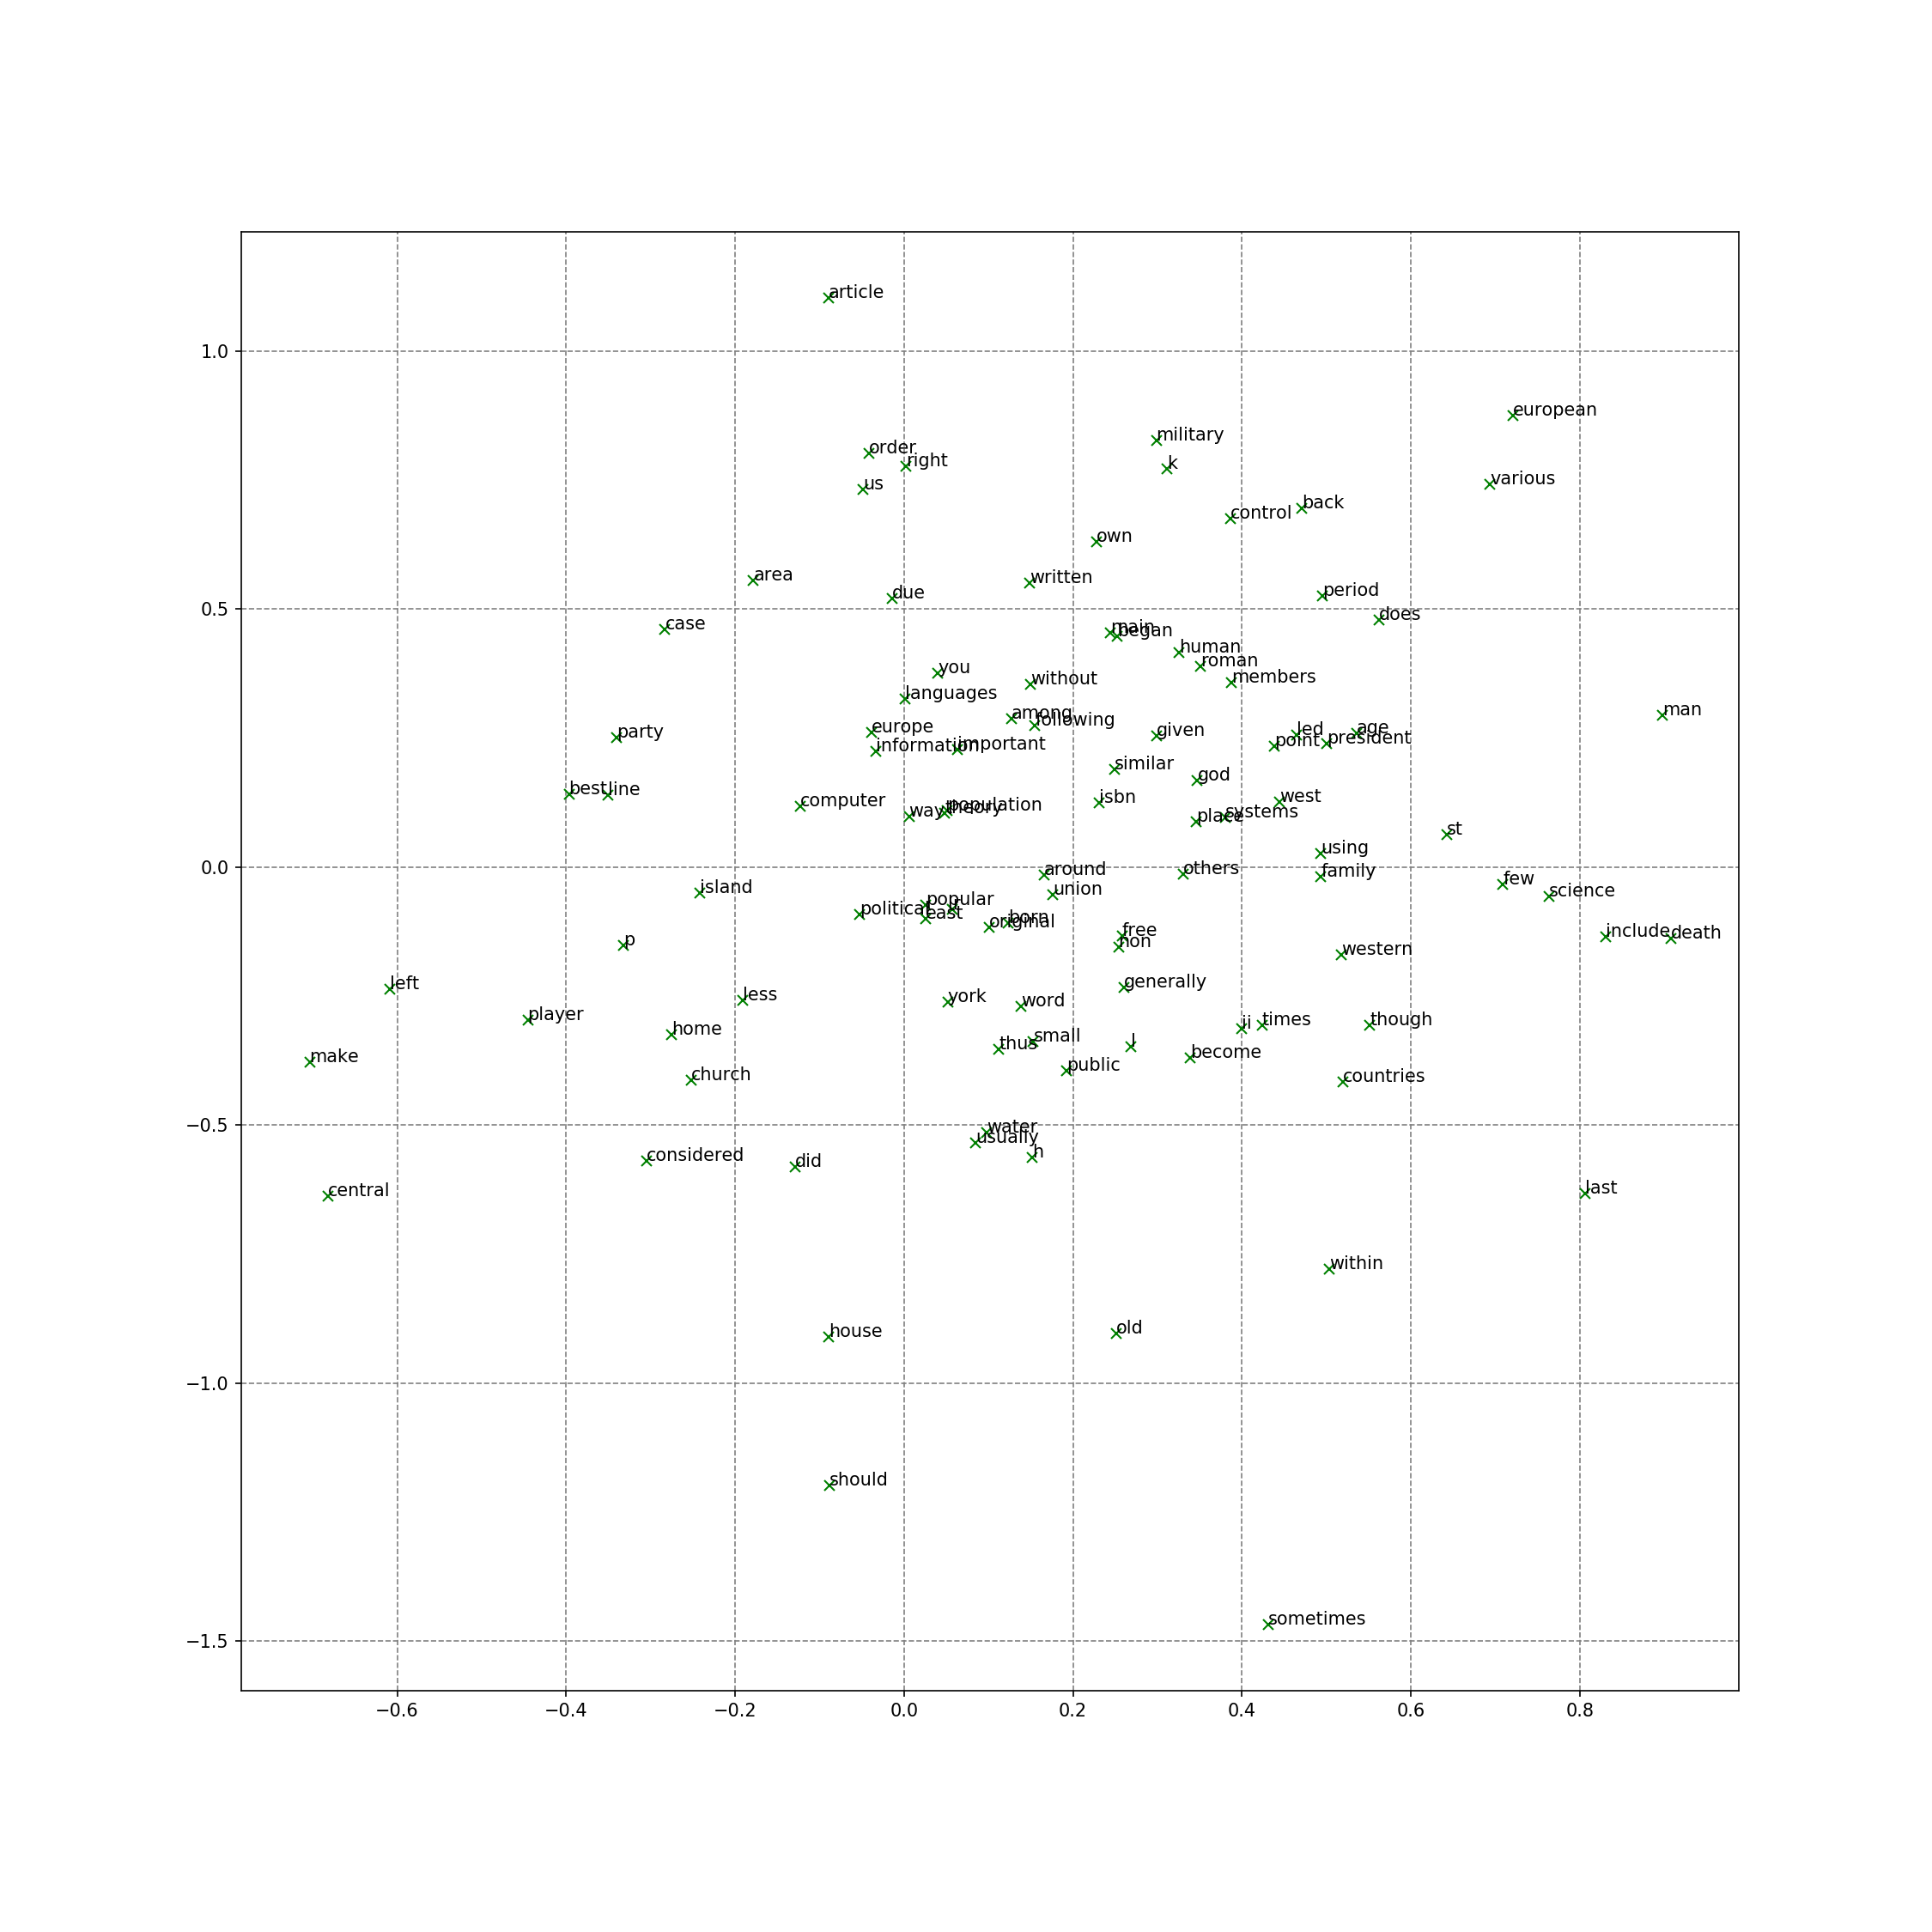 article
1.0
european
military
order
right
k
us
various
back
control
own
area
written
due
period
0.5
does
case
main
began
human
roman
you
without
members
languages
among
man
following
europe
party
given
led
age
information
important
point
president
similar
god
best
line
computer
isbn
west
way
theory
population
place
systems
st
using
0.0
around
others
family
few
island
union
science
political
popular
r
east
original
born
free
include
death
p
non
western
left
generally
less
york
word
player
ii
times
though
home
thus
small
l
make
become
public
church
countries
−0.5
water
usually
h
considered
did
central
last
within
house
old
−1.0
should
sometimes
−1.5
−0.6 −0.4 −0.2 0.0 0.2 0.4 0.6 0.8